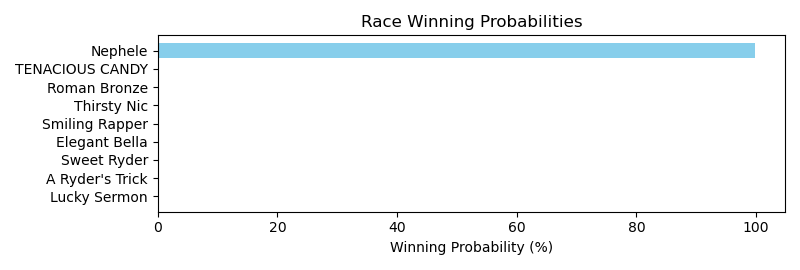 Race Winning Probabilities
Nephele
TENACIOUS CANDY
Roman Bronze
Thirsty Nic
Smiling Rapper
Elegant Bella
Sweet Ryder
A Ryder's Trick
Lucky Sermon
0 20 40 60 80 100
Winning Probability (%)